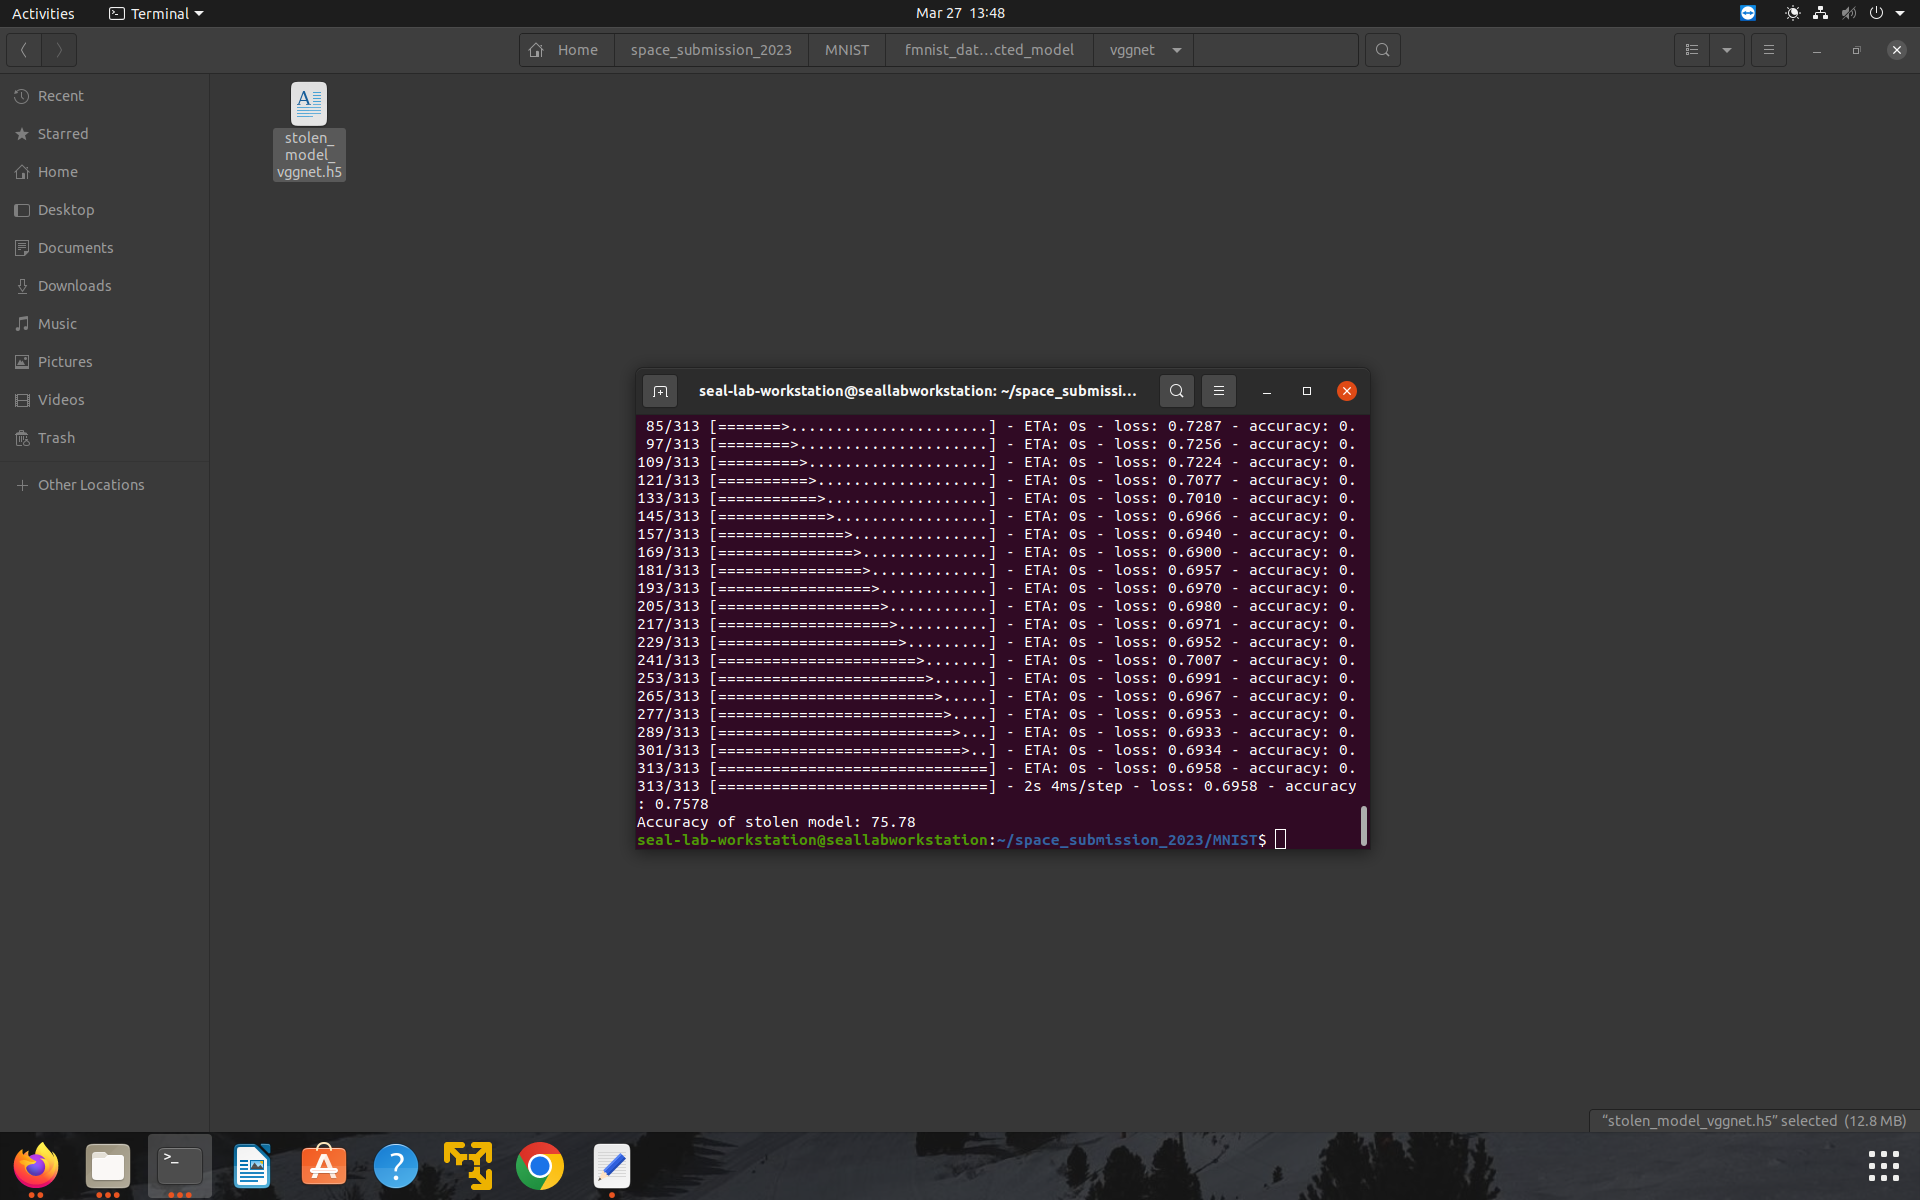 Activities
Terminal
Mar 27 13:48
Home
space_submission_2023
MNIST
fmnist_dat…cted_model
vggnet
Recent
Starred
Home
Desktop
Documents
Downloads
Music
Pictures
Videos
Trash
Other Locations
stolen_
model_
vggnet.h5
seal-lab-workstation@seallabworkstation: ~/space_submissi…
85/313 [=======>......................] - ETA: 0s - loss: 0.7287 - accuracy: 0.
97/313 [========>.....................] - ETA: 0s - loss: 0.7256 - accuracy: 0.
109/313 [=========>....................] - ETA: 0s - loss: 0.7224 - accuracy: 0.
121/313 [==========>...................] - ETA: 0s - loss: 0.7077 - accuracy: 0.
133/313 [===========>..................] - ETA: 0s - loss: 0.7010 - accuracy: 0.
145/313 [============>.................] - ETA: 0s - loss: 0.6966 - accuracy: 0.
157/313 [==============>...............] - ETA: 0s - loss: 0.6940 - accuracy: 0.
169/313 [===============>..............] - ETA: 0s - loss: 0.6900 - accuracy: 0.
181/313 [================>.............] - ETA: 0s - loss: 0.6957 - accuracy: 0.
193/313 [=================>............] - ETA: 0s - loss: 0.6970 - accuracy: 0.
205/313 [==================>...........] - ETA: 0s - loss: 0.6980 - accuracy: 0.
217/313 [===================>..........] - ETA: 0s - loss: 0.6971 - accuracy: 0.
229/313 [====================>.........] - ETA: 0s - loss: 0.6952 - accuracy: 0.
241/313 [======================>.......] - ETA: 0s - loss: 0.7007 - accuracy: 0.
253/313 [=======================>......] - ETA: 0s - loss: 0.6991 - accuracy: 0.
265/313 [========================>.....] - ETA: 0s - loss: 0.6967 - accuracy: 0.
277/313 [=========================>....] - ETA: 0s - loss: 0.6953 - accuracy: 0.
289/313 [==========================>...] - ETA: 0s - loss: 0.6933 - accuracy: 0.
301/313 [===========================>..] - ETA: 0s - loss: 0.6934 - accuracy: 0.
313/313 [==============================] - ETA: 0s - loss: 0.6958 - accuracy: 0.
313/313 [==============================] - 2s 4ms/step - loss: 0.6958 - accuracy
: 0.7578
Accuracy of stolen model: 75.78
seal-lab-workstation@seallabworkstation:~/space_submission_2023/MNIST$
“stolen_model_vggnet.h5” selected (12.8 MB)